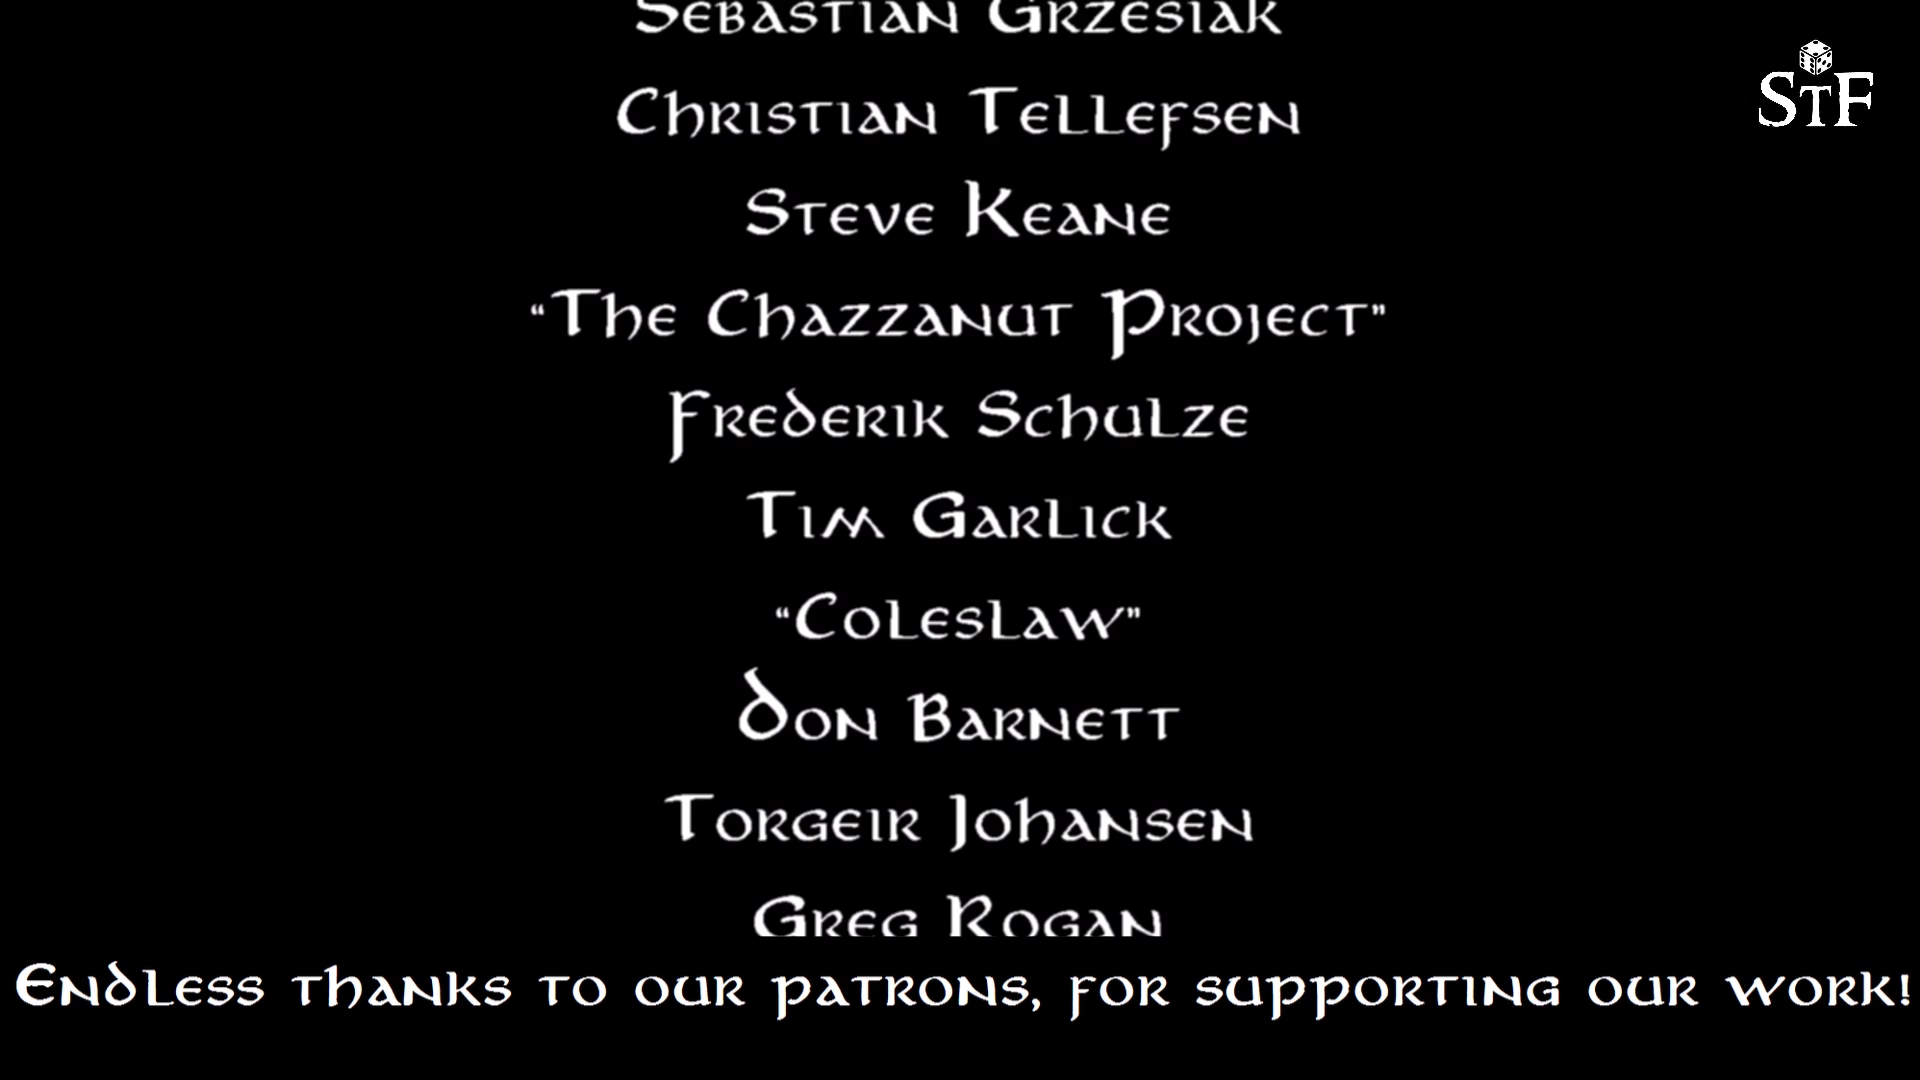 Sebastian Grzesiak
StF
Christian Tellefsen
Steve Keane
“The Chazzanut Project”
Frederik Schulze
Tim Garlick
“Coleslaw”
Don Barnett
Torgeir Johansen
Greg Rogan
Endless thanks to our patrons, for supporting our work!